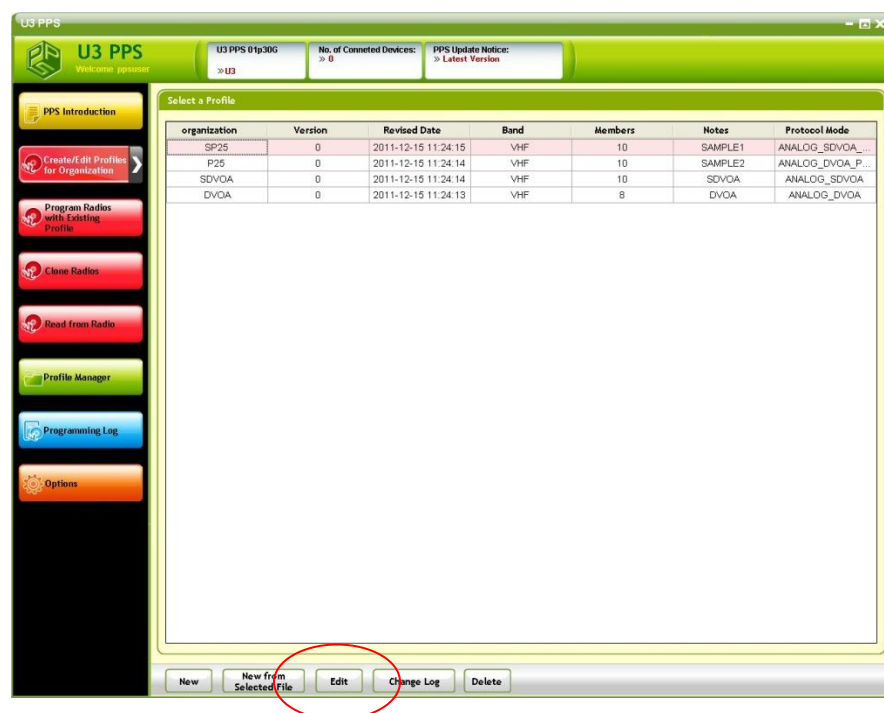 U3 PPS
U3 PPS
Welcome ppsuser
U3 PPS 01p30G
»U3
No. of Conneted Devices:
» 0
PPS Update Notice:
» Latest Version
PPS Introduction
Create/Edit Profiles
for Organization
Program Radios
with Existing
Profile
Clone Radios
Read from Radio
Profile Manager
Programming Log
Options
Select a Profile
organization Version Revised Date Band Members Notes Protocol Mode
SP25 0 2011-12-15 11:24:15 VHF 10 SAMPLE1 ANALOG_SDVOA_...
P25 0 2011-12-15 11:24:14 VHF 10 SAMPLE2 ANALOG_DVOA_P...
SDVOA 0 2011-12-15 11:24:14 VHF 10 SDVOA ANALOG_SDVOA
DVOA 0 2011-12-15 11:24:13 VHF 8 DVOA ANALOG_DVOA
New
New from
Selected File
Edit
Change Log
Delete